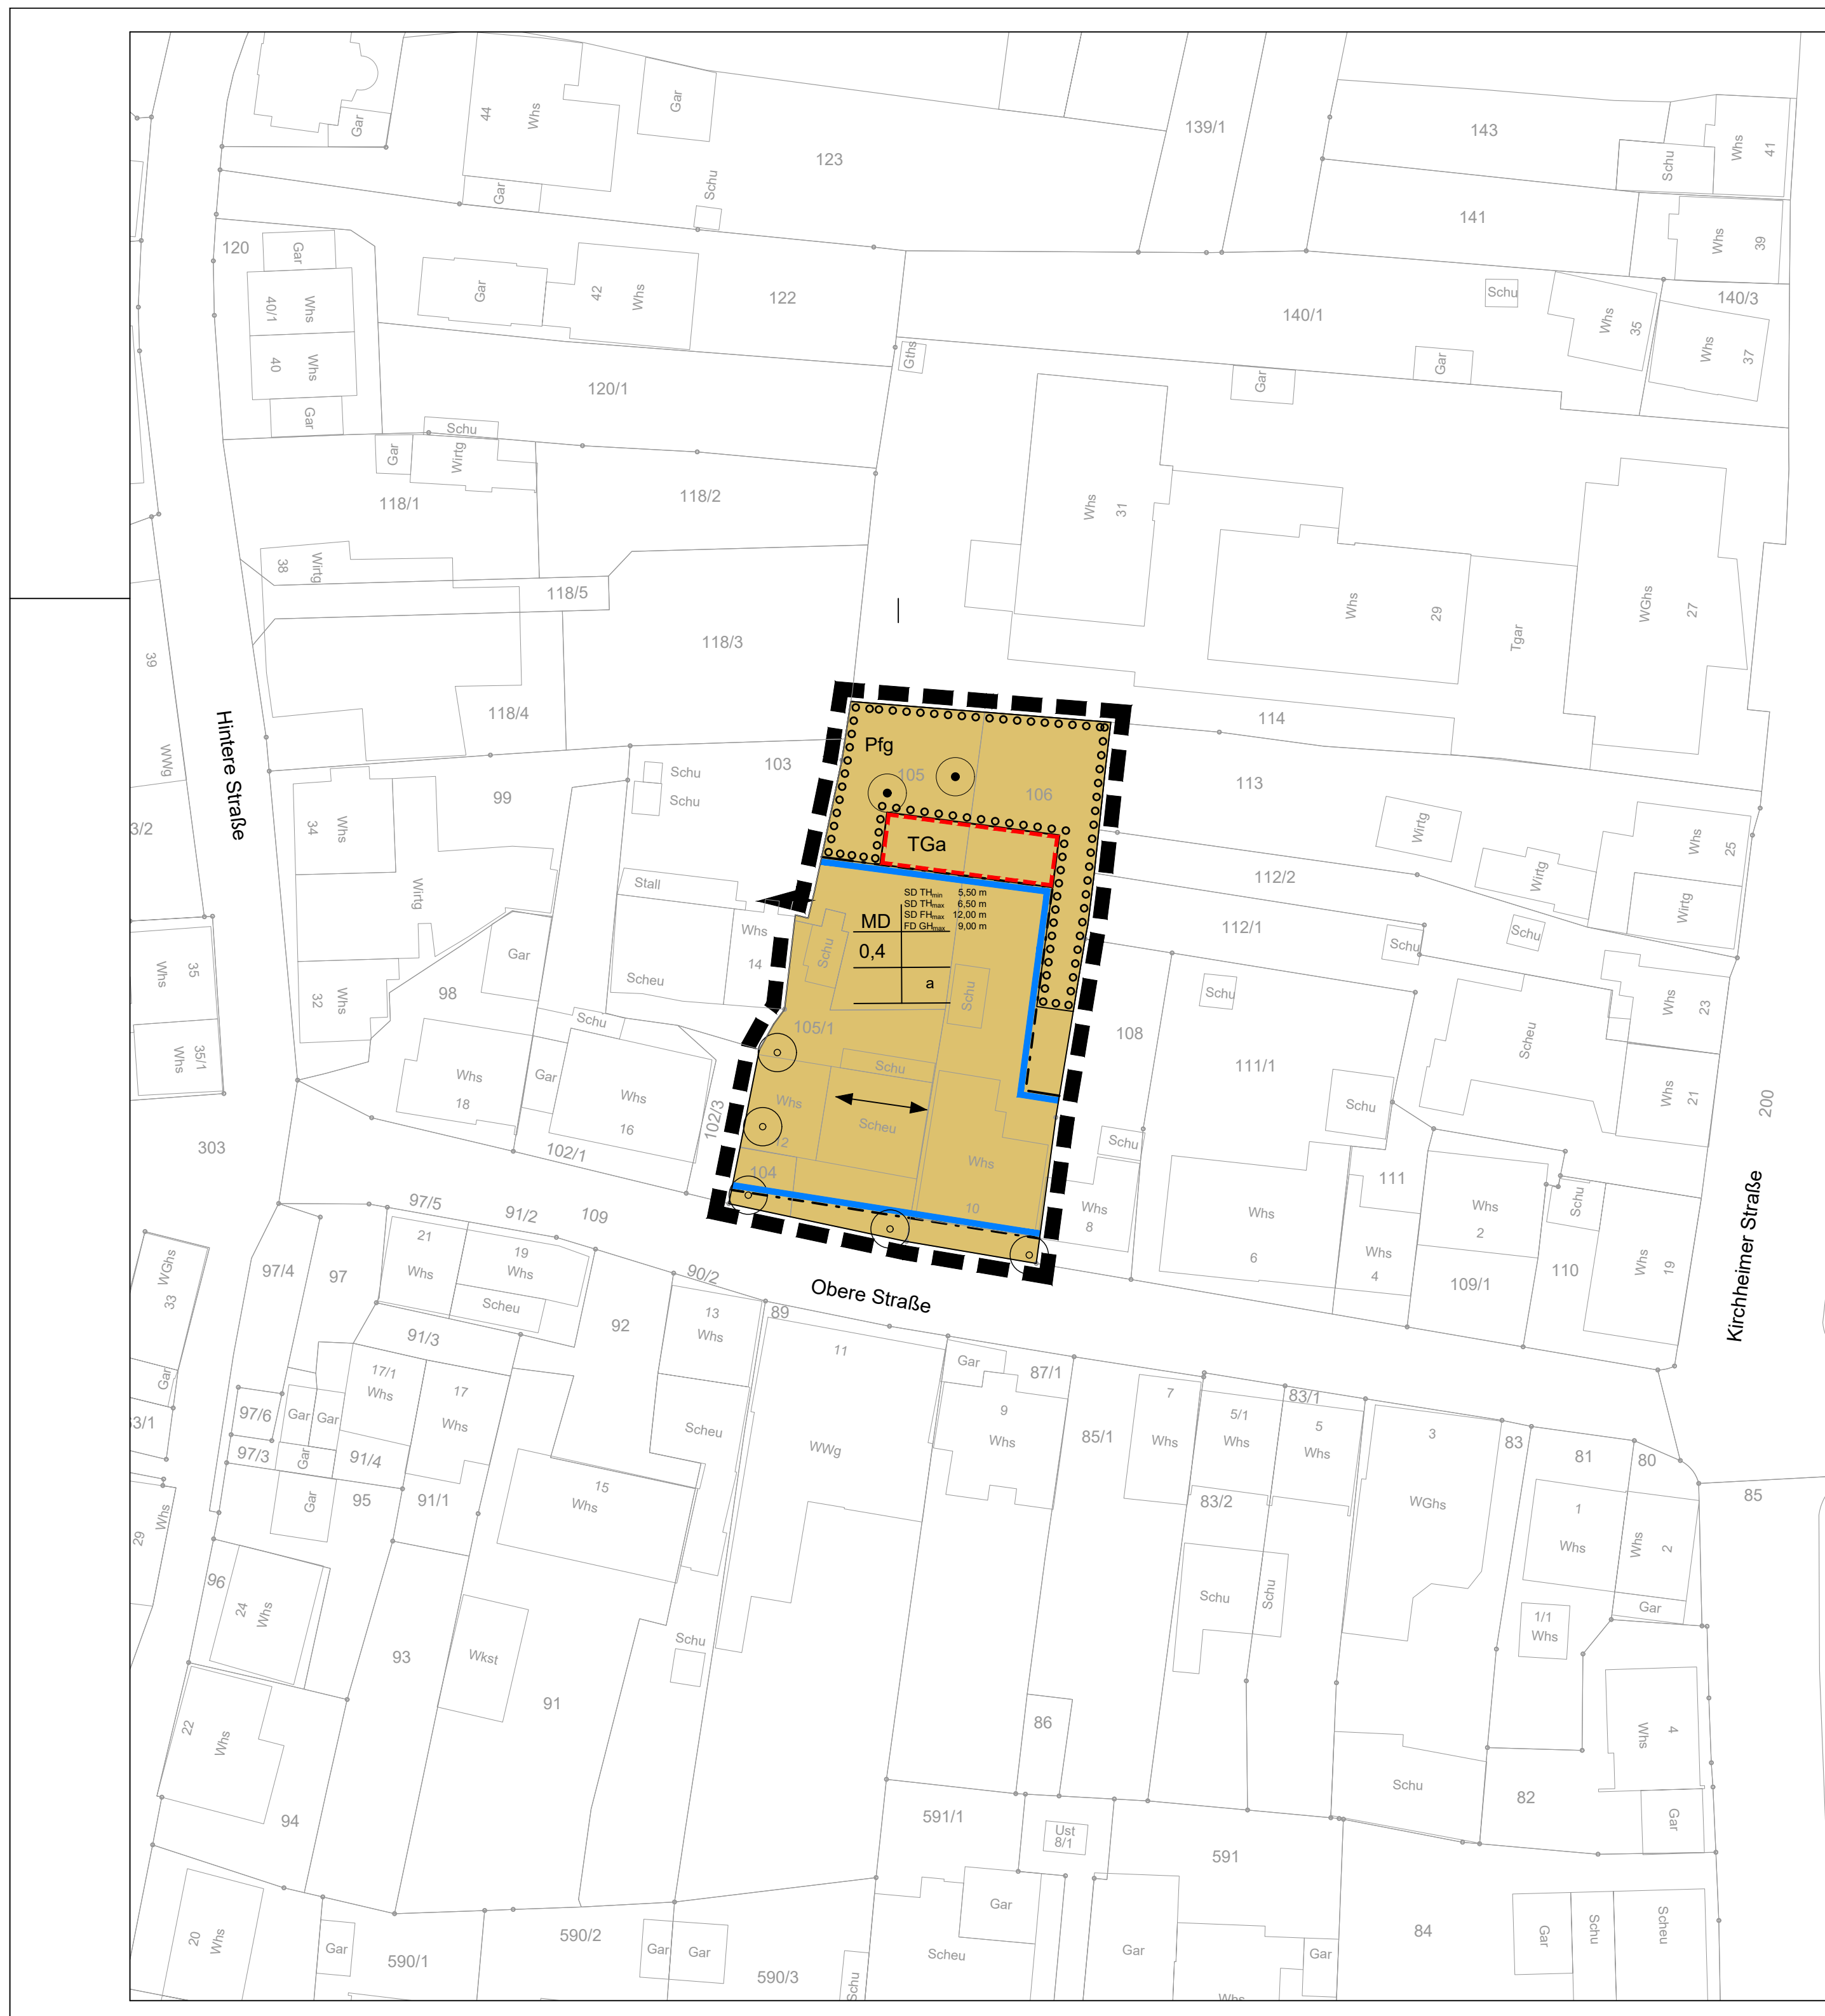 44
Whs
Gar
Gar
Gar
Schu
123
139/1
143
Whs
41
Schu
141
Whs
39
120
Gar
40/1
Whs
40
Whs
Gar
Gar
42
Whs
122
120/1
Gths
140/1
Schu
Whs
35
140/3
Whs
37
Gar
Gar
Schu
Gar
Wirtg
118/1
118/2
38
Wirtg
118/5
118/3
118/4
Whs
31
Whs
29
Tgar
WGhs
27
39
WWg
Hintere Straße
3/2
103
Schu
Schu
99
34
Whs
Wirtg
Stall
Scheu
Whs
14
32
Whs
98
Gar
Schu
35
Whs
35/1
Whs
Pfg
105
106
TGa
SD THmin 5,50 m
SD THmax 6,50 m
SD FHmax 12,00 m
FD GHmax 9,00 m
MD
0,4
a
Schu
Schu
105/1
Schu
Whs
12
Scheu
Whs
10
104
114
113
112/2
112/1
Wirtg
Wirtg
Whs
25
Wirtg
Schu
Schu
Schu
Whs
23
Scheu
108
111/1
Schu
Whs
21
200
Whs
18
Gar
Whs
16
102/3
102/1
303
Schu
Whs
8
Whs
6
111
Whs
4
Whs
2
109/1
Schu
110
Whs
19
Kirchheimer Straße
97/5
91/2
109
90/2
89
Obere Straße
WGhs
33
97/4
97
21
Whs
19
Whs
Scheu
92
13
Whs
11
91/3
17/1
Whs
17
Whs
Gar
97/6
Gar
Gar
3/1
97/3
Gar
91/4
Scheu
WWg
Gar
87/1
9
Whs
85/1
7
Whs
83/1
5/1
Whs
5
Whs
3
WGhs
83
81
80
85
Gar
95
91/1
15
Whs
83/2
1
Whs
Whs
2
29
Whs
96
24
Whs
Schu
Schu
Gar
1/1
Whs
93
Wkst
Schu
91
22
Whs
86
Whs
4
Schu
82
Gar
94
591/1
Ust
8/1
591
20
Whs
Gar
590/1
590/2
Gar
Gar
590/3
Schu
Scheu
Gar
Gar
Whs
Gar
84
Gar
Schu
Scheu